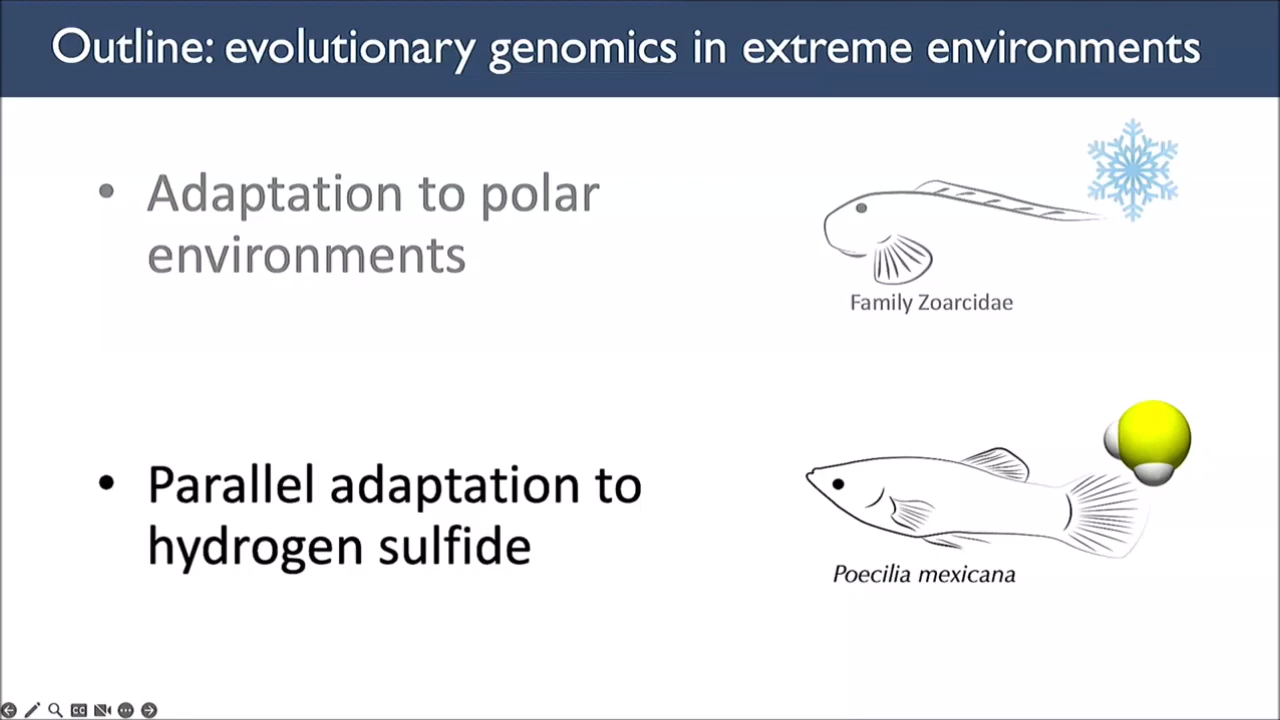 Outline: evolutionary genomics in extreme environments
• Adaptation to polar
environments
Family Zoarcidae
• Parallel adaptation to
hydrogen sulfide
Poecilia mexicana
CC